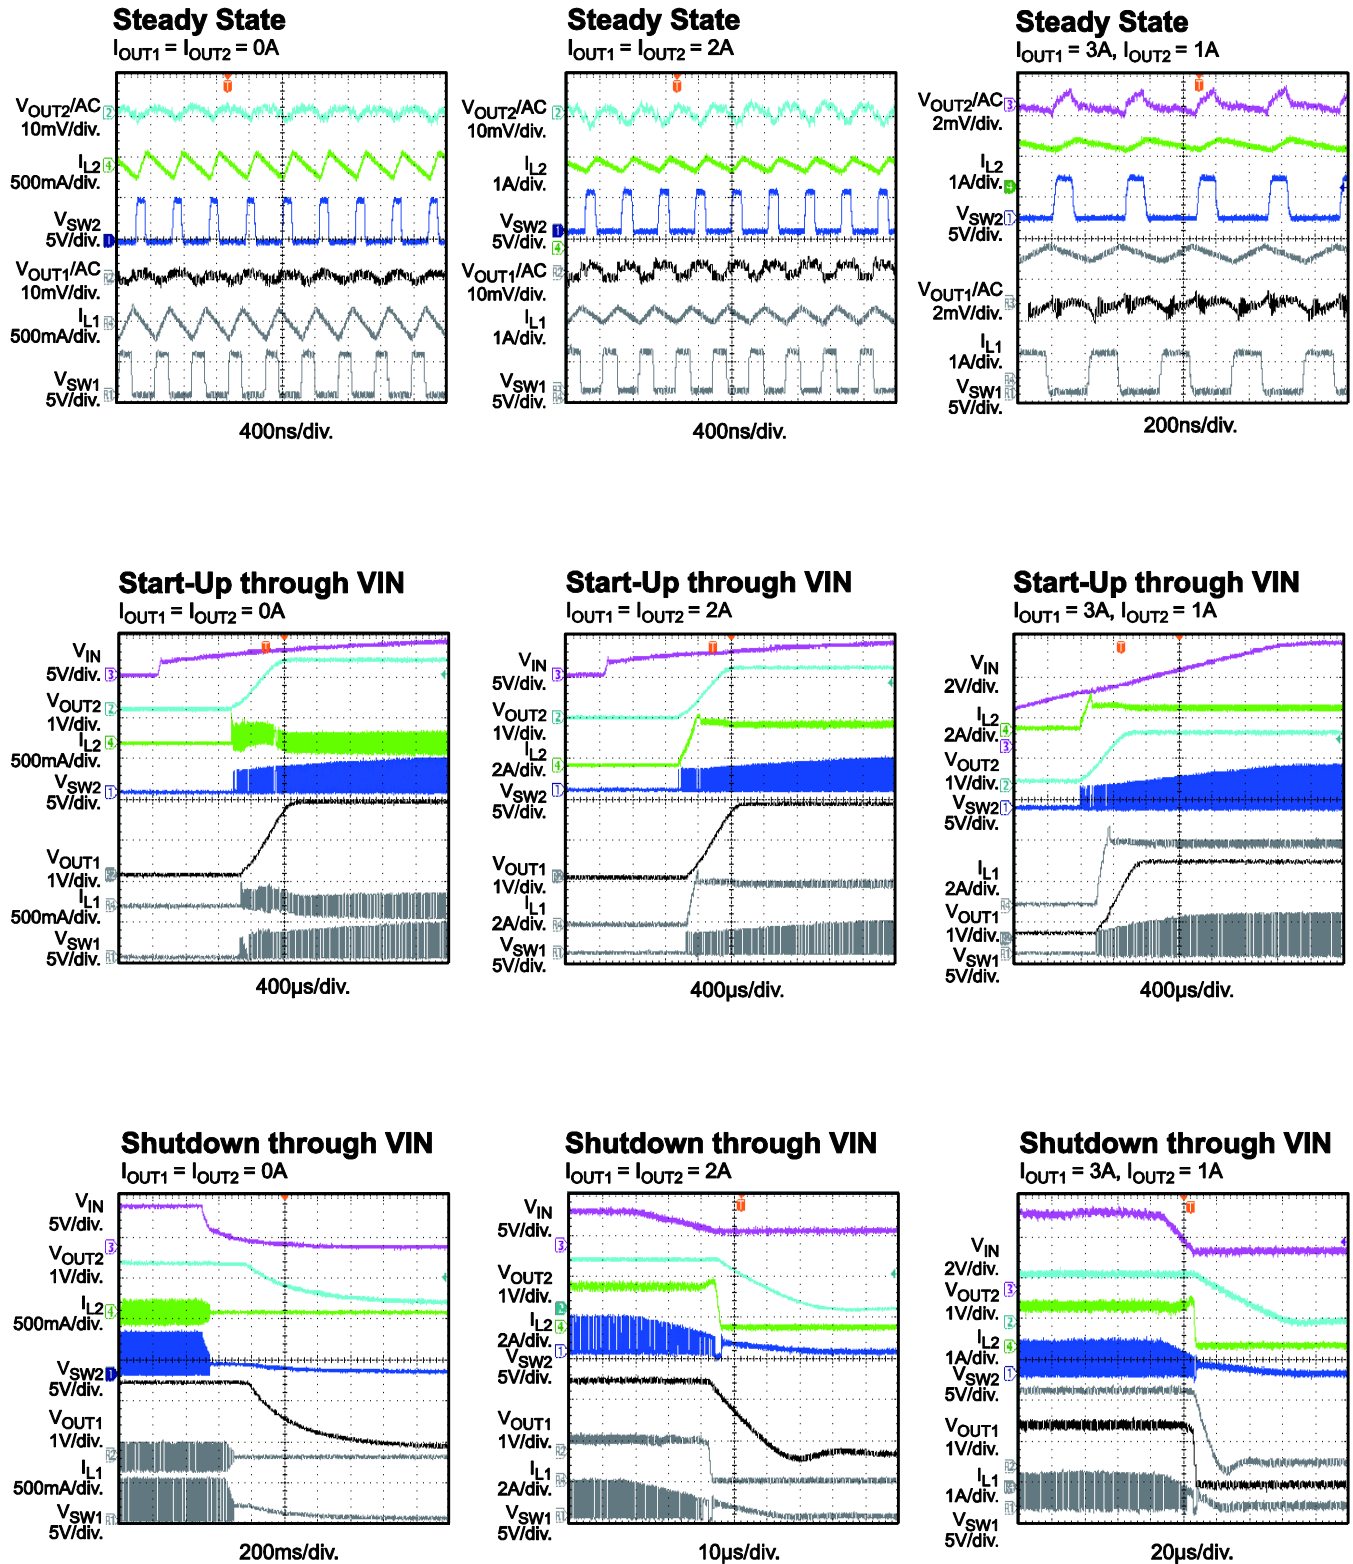 Steady State
IOUT1 = IOUT2 = 0A
VOUT2/AC
10mV/div.
IL2
500mA/div.
VSW2
5V/div.
VOUT1/AC
10mV/div.
IL1
500mA/div.
VSW1
5V/div.
400ns/div.
Steady State
IOUT1 = IOUT2 = 2A
VOUT2/AC
10mV/div.
IL2
1A/div.
VSW2
5V/div.
VOUT1/AC
10mV/div.
IL1
1A/div.
VSW1
5V/div.
400ns/div.
Steady State
IOUT1 = 3A, IOUT2 = 1A
VOUT2/AC
2mV/div.
IL2
1A/div.
VSW2
5V/div.
VOUT1/AC
2mV/div.
IL1
1A/div.
VSW1
5V/div.
200ns/div.
Start-Up through VIN
IOUT1 = IOUT2 = 0A
VIN
5V/div.
VOUT2
1V/div.
IL2
500mA/div.
VSW2
5V/div.
VOUT1
1V/div.
IL1
500mA/div.
VSW1
5V/div.
400µs/div.
Start-Up through VIN
IOUT1 = IOUT2 = 2A
VIN
5V/div.
VOUT2
1V/div.
IL2
2A/div.
VSW2
5V/div.
VOUT1
1V/div.
IL1
2A/div.
VSW1
5V/div.
400µs/div.
Start-Up through VIN
IOUT1 = 3A, IOUT2 = 1A
VIN
2V/div.
IL2
2A/div.
VOUT2
1V/div.
VSW2
5V/div.
IL1
2A/div.
VOUT1
1V/div.
VSW1
5V/div.
400µs/div.
Shutdown through VIN
IOUT1 = IOUT2 = 0A
VIN
5V/div.
VOUT2
1V/div.
IL2
500mA/div.
VSW2
5V/div.
VOUT1
1V/div.
IL1
500mA/div.
VSW1
5V/div.
200ms/div.
Shutdown through VIN
IOUT1 = IOUT2 = 2A
VIN
5V/div.
VOUT2
1V/div.
IL2
2A/div.
VSW2
5V/div.
VOUT1
1V/div.
IL1
2A/div.
VSW1
5V/div.
10µs/div.
Shutdown through VIN
IOUT1 = 3A, IOUT2 = 1A
VIN
2V/div.
VOUT2
1V/div.
IL2
1A/div.
VSW2
5V/div.
VOUT1
1V/div.
IL1
1A/div.
VSW1
5V/div.
20µs/div.